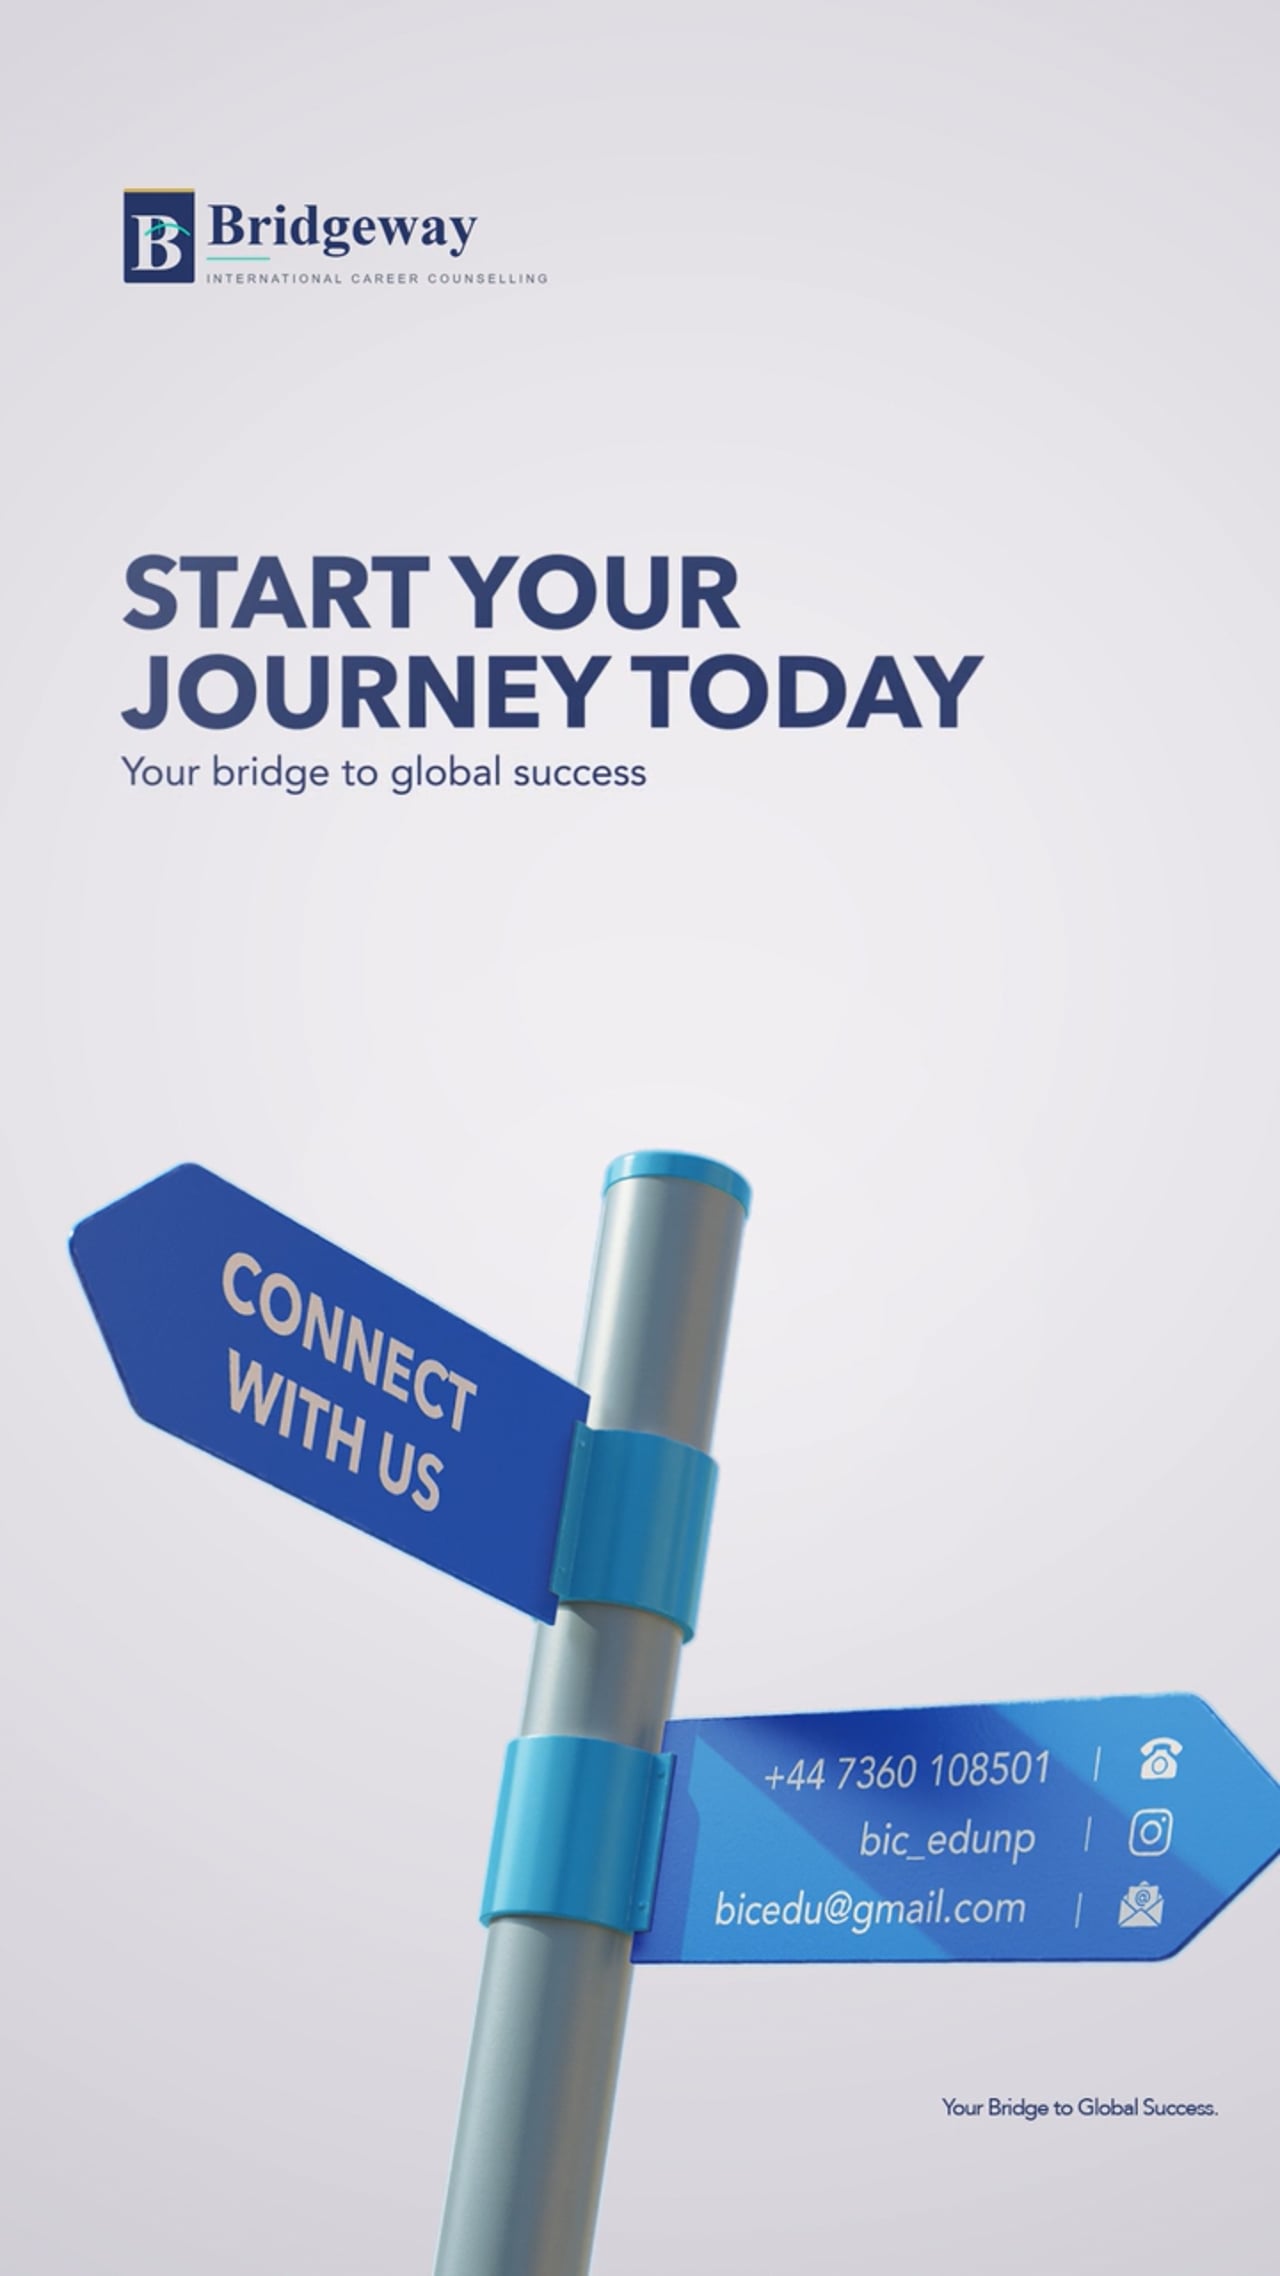 B Bridgeway
INTERNATIONAL CAREER COUNSELLING
START YOUR
JOURNEY TODAY
Your bridge to global success
CONNECT
WITH US
+44 7360 108501 |
bic_edunp |
bicedu@gmail.com |
@
Your Bridge to Global Success.